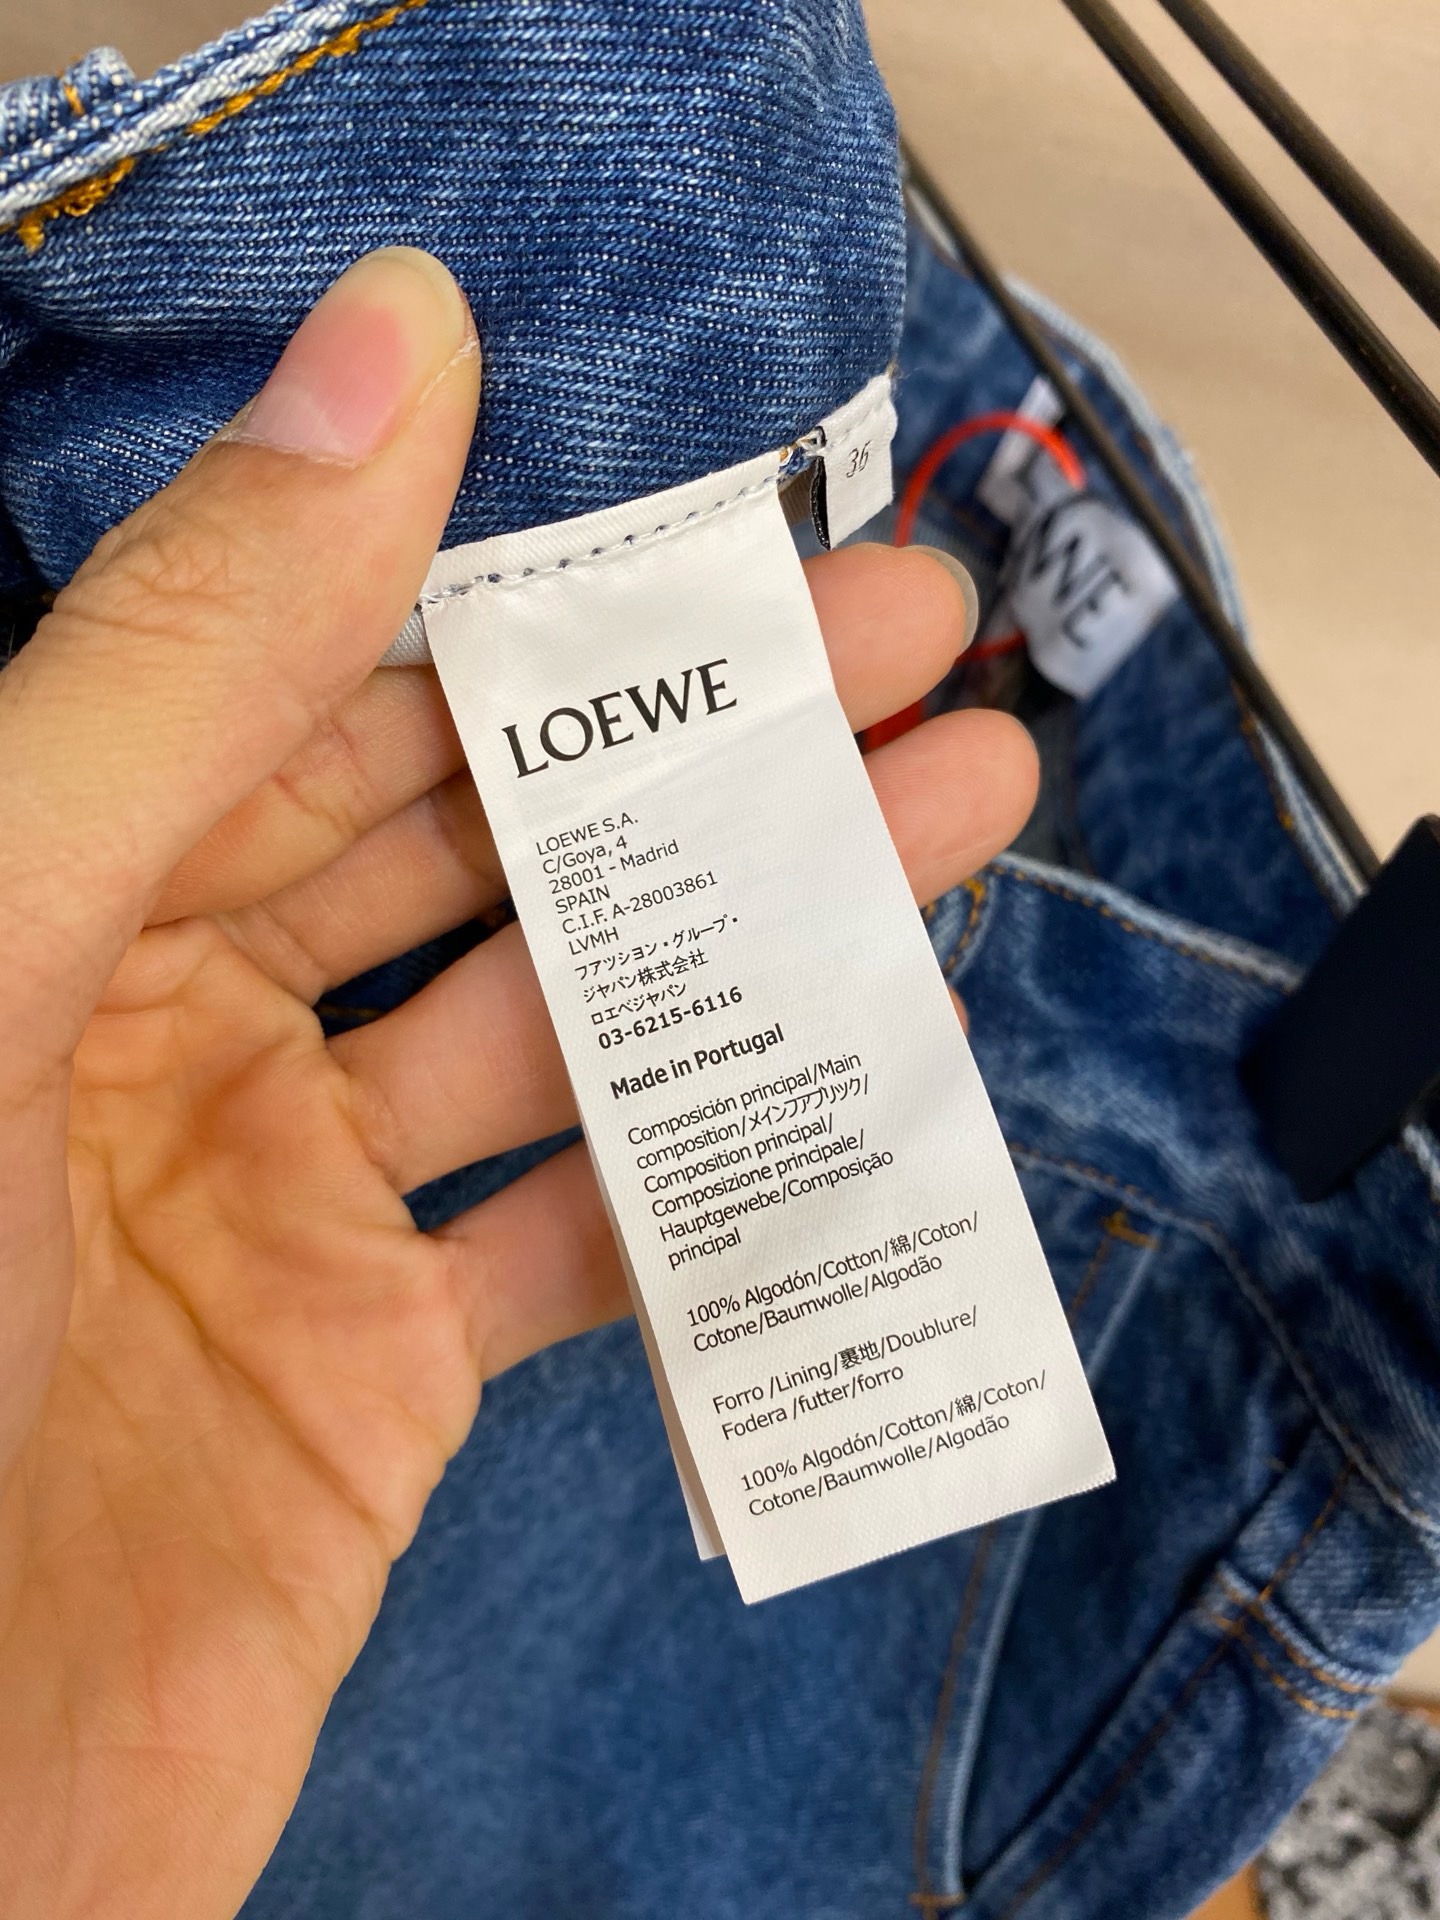 36
LOEWE
LOEWE S.A.
C/Goya, 4
28001 - Madrid
SPAIN
C.I.F. A-28003861
LVMH
フアツシヨン・グループ・
ジャパン株式会社
ロエベジャパン
03-6215-6116
Made in Portugal
Composición principal/Main
composition/メインファブリック/
Composition principal/
Composizione principale/
Hauptgewebe/Composição
principal
100% Algodón/Cotton/綿/Coton/
Cotone/Baumwolle/Algodão
Forro /Lining/裏地/Doublure/
Fodera /futter/forro
100% Algodón/Cotton/綿/Coton/
Cotone/Baumwolle/Algodão